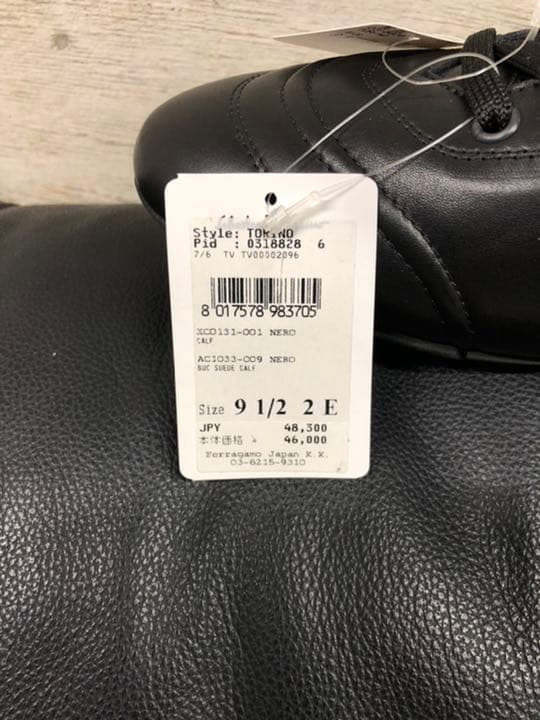 Style: TORINO
Pid : 0318828 6
7/6 TV TV00002096
8 017578 983705
XC0131-001 NERO
CALF
AC1033-009 NERO
BUC SUEDE CALF
Size 9 1/2 2 E
JPY 48,300
本体価格 ¥ 46,000
Ferragamo Japan K.K.
03-6215-9310